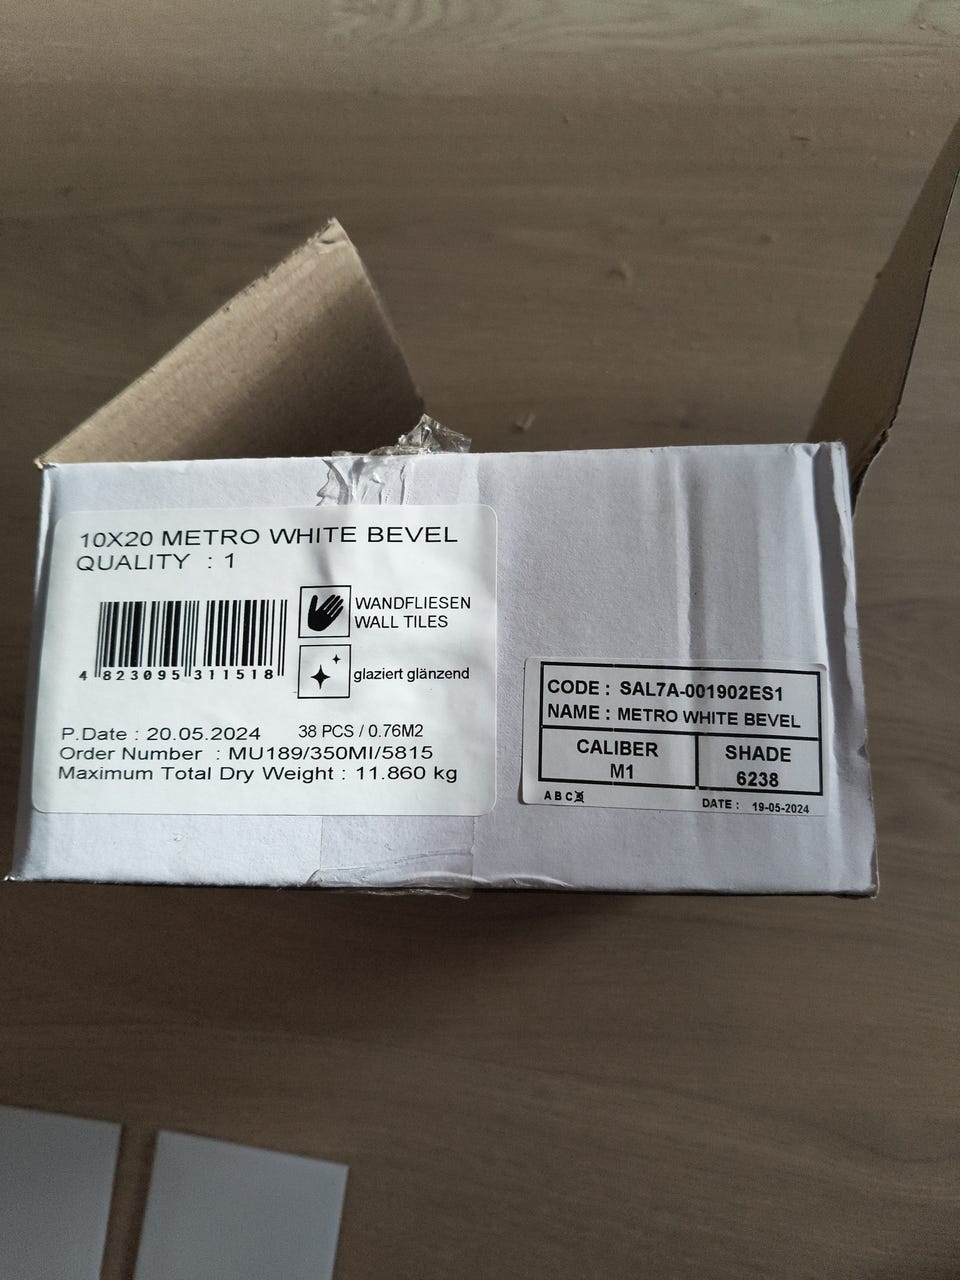 10X20 METRO WHITE BEVEL
QUALITY : 1
WANDFLIESEN
WALL TILES
glaziert glänzend
4 823095 311518
P.Date : 20.05.2024 38 PCS / 0.76M2
Order Number : MU189/350MI/5815
Maximum Total Dry Weight : 11.860 kg
CODE : SAL7A-001902ES1
NAME : METRO WHITE BEVEL
CALIBER
M1
SHADE
6238
A B C
DATE : 19-05-2024